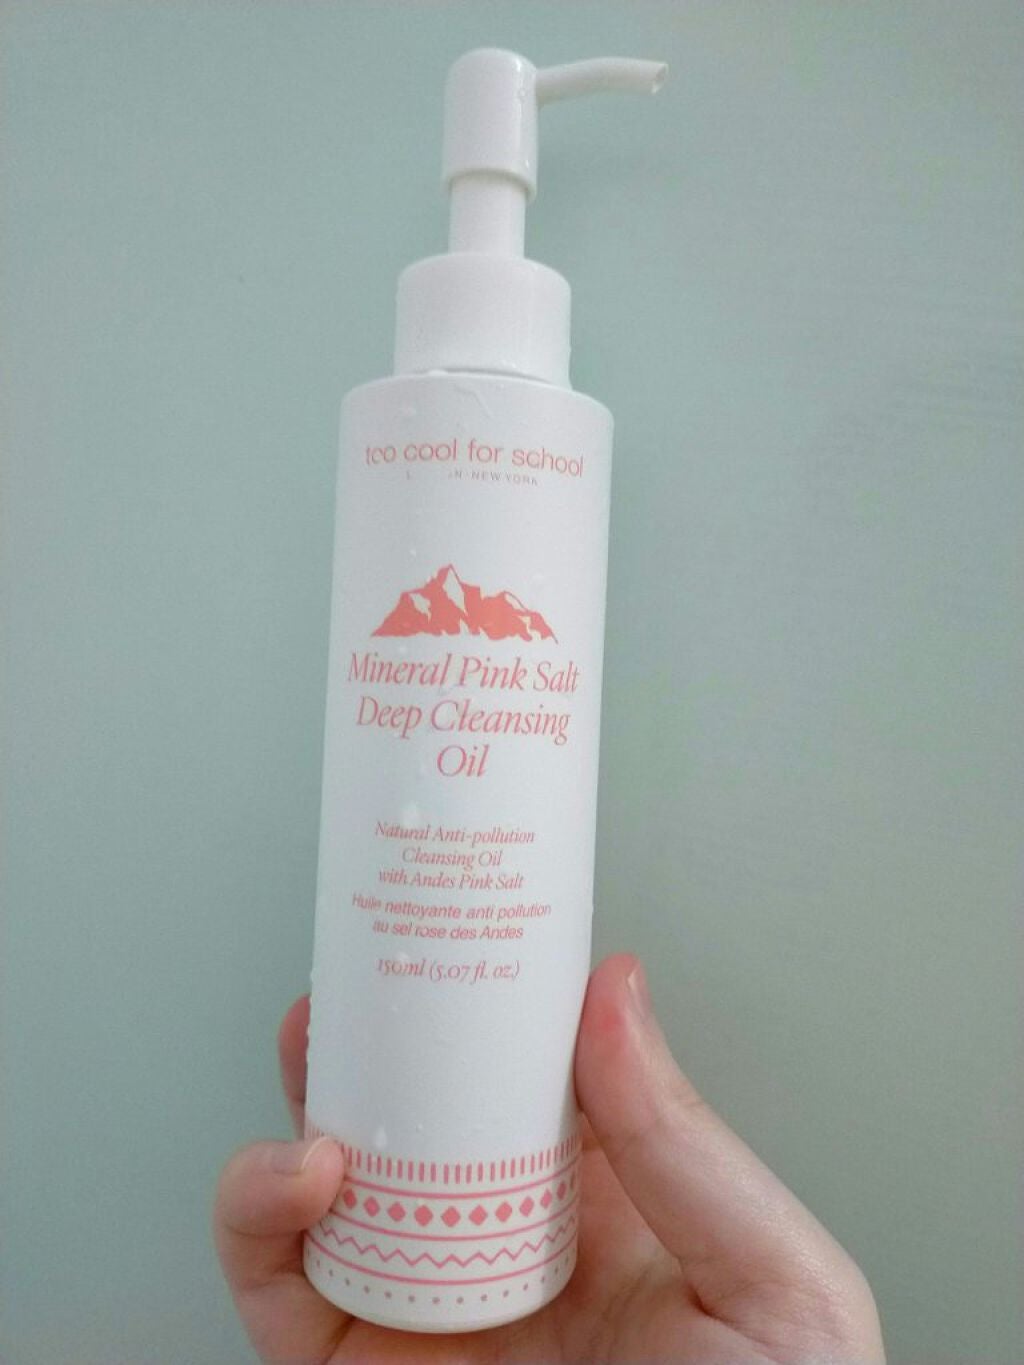 too cool for school
NEW YORK
Mineral Pink Salt
Deep Cleansing
Oil
Natural Anti-pollution
Cleansing Oil
with Andes Pink Salt
Huile nettoyante anti pollution
au sel rose des Andes
150ml (5.07 fl. oz.)